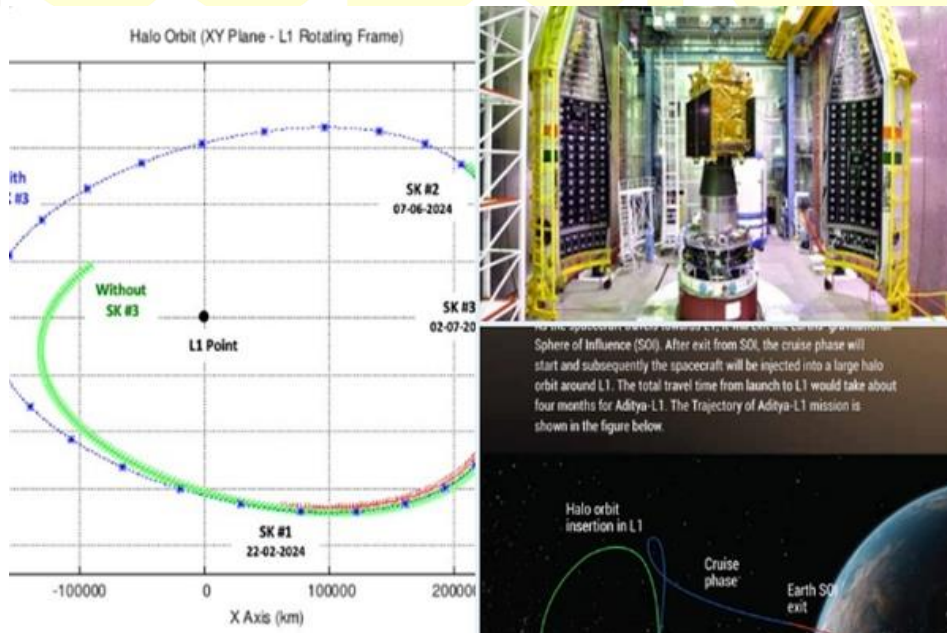 Halo Orbit (XY Plane - L1 Rotating Frame)
SK #2
07-06-2024
#3
Without
SK #3
SK #3
L1 Point
SK #1
22-02-2024
-100000
0
100000
X Axis (km)
Sphere of Influence (SOI). After exit from SOI, the cruise phase will
start and subsequently the spacecraft will be injected into a large halo
orbit around L1. The total travel time from launch to L1 would take about
four months for Aditya-L1. The Trajectory of Aditya-L1 mission is
shown in the figure below.
Halo orbit
insertion in L1
Cruise
phase
Earth SOI
exit